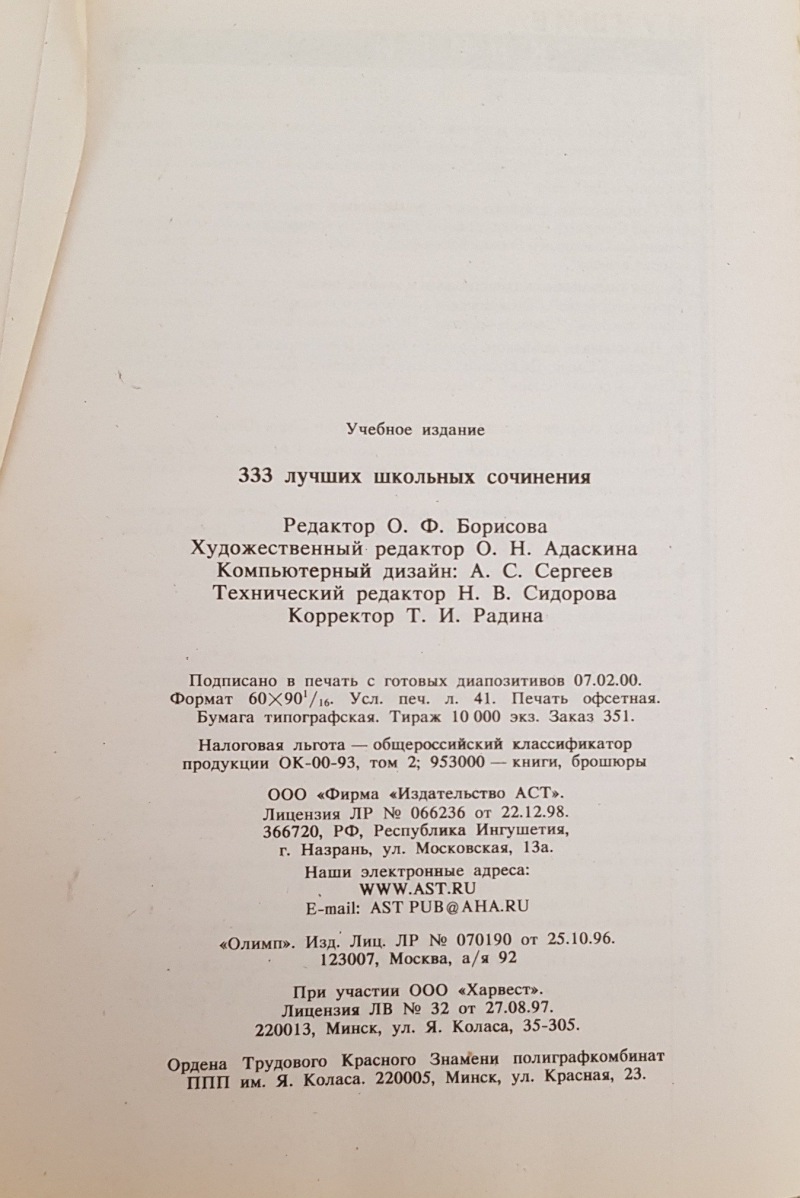 Учебное издание
333 лучших школьных сочинения
Редактор О. Ф. Борисова
Художественный редактор О. Н. Адаскина
Компьютерный дизайн: А. С. Сергеев
Технический редактор Н. В. Сидорова
Корректор Т. И. Радина
Подписано в печать с готовых диапозитивов 07.02.00.
Формат 60×90¹/₁₆. Усл. печ. л. 41. Печать офсетная.
Бумага типографская. Тираж 10 000 экз. Заказ 351.
Налоговая льгота — общероссийский классификатор
продукции ОК-00-93, том 2; 953000 — книги, брошюры
ООО «Фирма «Издательство АСТ».
Лицензия ЛР № 066236 от 22.12.98.
366720, РФ, Республика Ингушетия,
г. Назрань, ул. Московская, 13а.
Наши электронные адреса:
WWW.AST.RU
E-mail: AST PUB@AHA.RU
«Олимп». Изд. Лиц. ЛР № 070190 от 25.10.96.
123007, Москва, а/я 92
При участии ООО «Харвест».
Лицензия ЛВ № 32 от 27.08.97.
220013, Минск, ул. Я. Коласа, 35-305.
Ордена Трудового Красного Знамени полиграфкомбинат
ППП им. Я. Коласа. 220005, Минск, ул. Красная, 23.